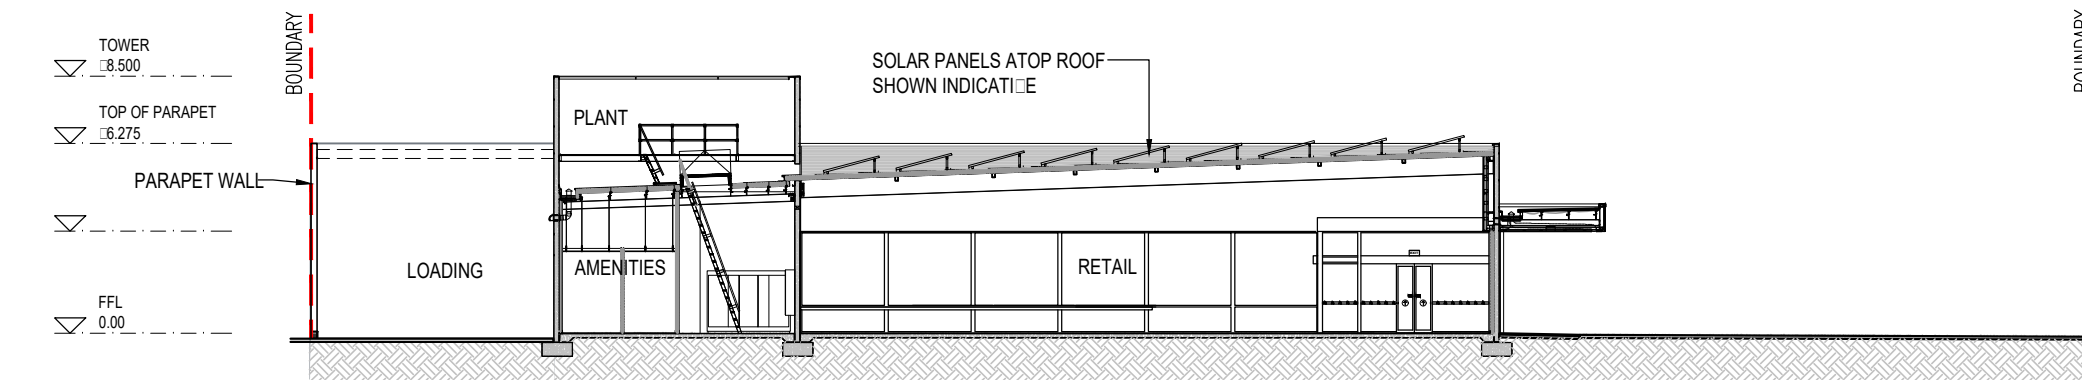 BOUNDARY
TOWER
□8.500
TOP OF PARAPET
□6.275
PARAPET WALL
FFL
0.00
LOADING
PLANT
AMENITIES
SOLAR PANELS ATOP ROOF
SHOWN INDICATI□E
RETAIL
BOUNDARY